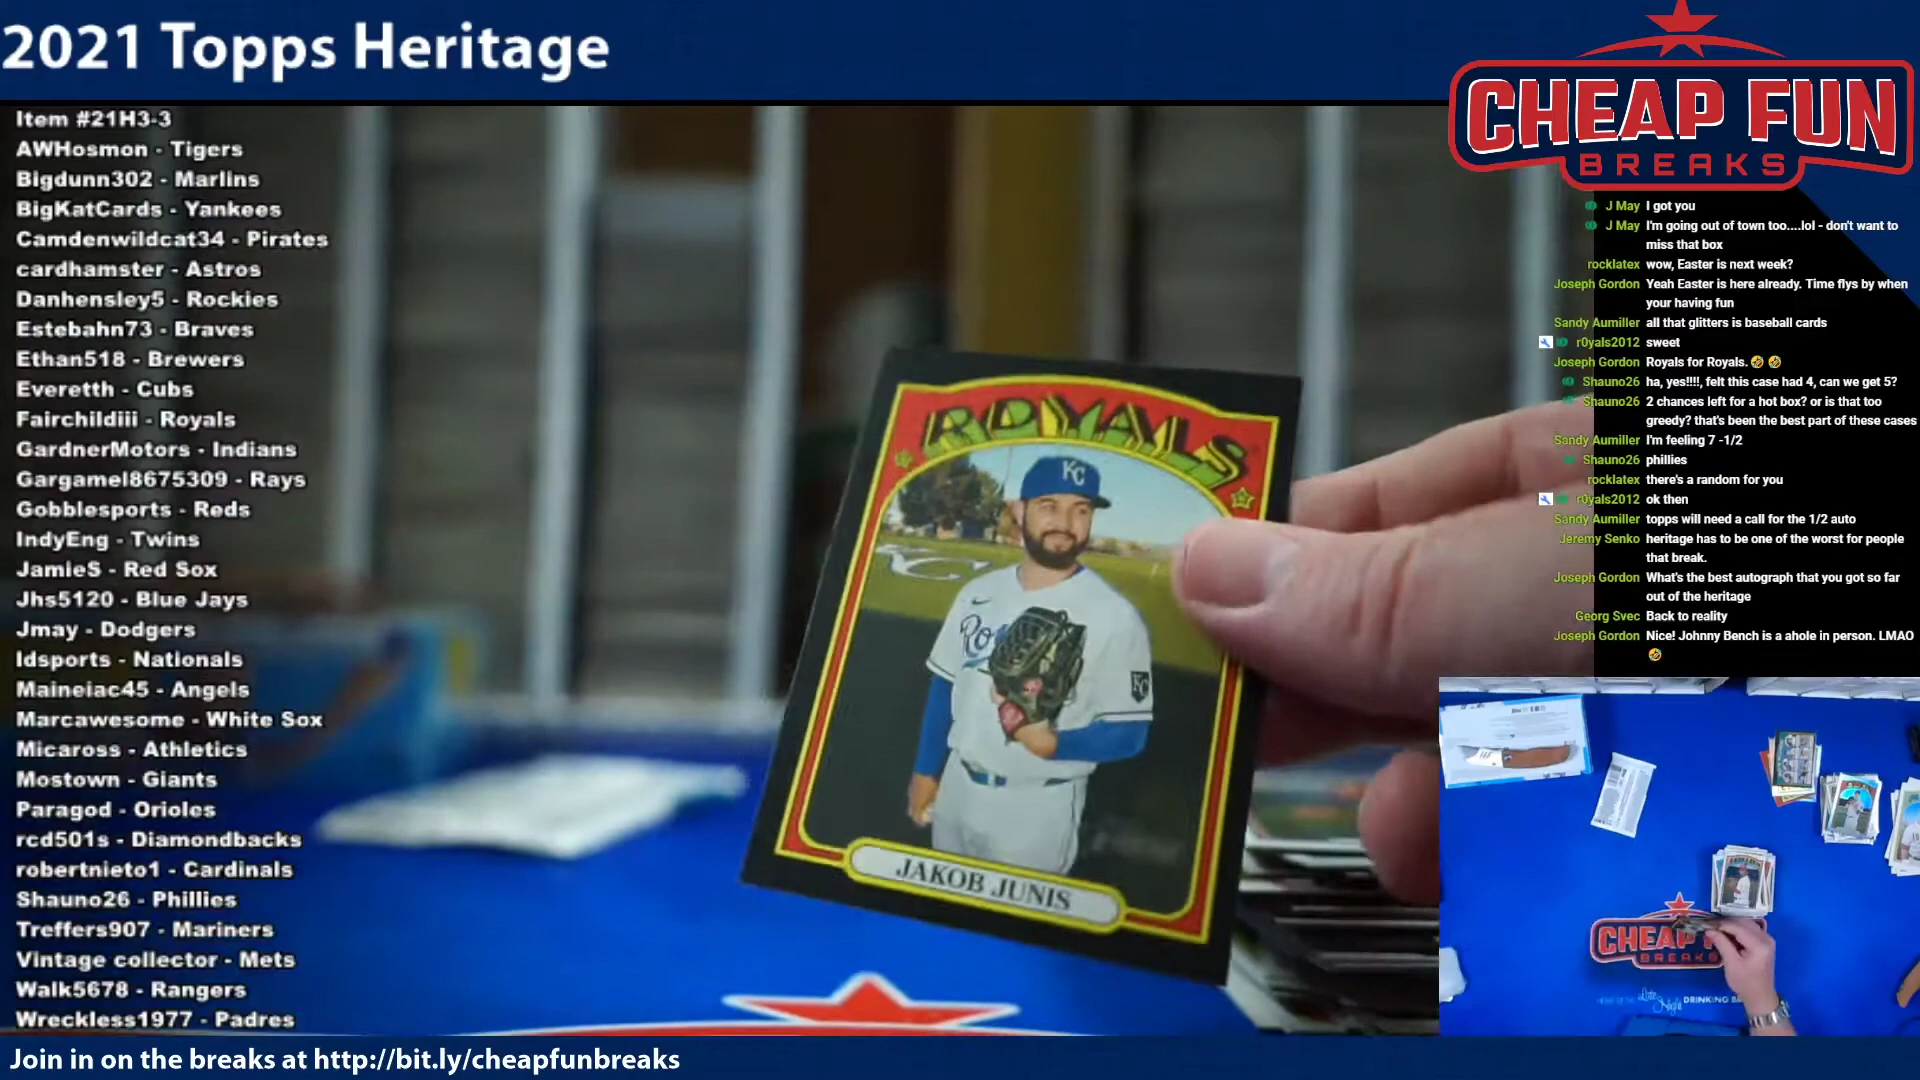 2021 Topps Heritage
CHEAP FUN
BREAKS
Item #21H3-3
AWHosmon - Tigers
Bigdunn302 - Marlins
BigKatCards - Yankees
Camdenwildcat34 - Pirates
cardhamster - Astros
Danhensley5 - Rockies
Estebahn73 - Braves
Ethan518 - Brewers
Everetth - Cubs
Fairchildiii - Royals
GardnerMotors - Indians
Gargamel8675309 - Rays
Gobblesports - Reds
IndyEng - Twins
JamieS - Red Sox
Jhs5120 - Blue Jays
Jmay - Dodgers
ldsports - Nationals
Maineiac45 - Angels
Marcawesome - White Sox
Micaross - Athletics
Mostown - Giants
Paragod - Orioles
rcd501s - Diamondbacks
robertnieto1 - Cardinals
Shauno26 - Phillies
Treffers907 - Mariners
Vintage collector - Mets
Walk5678 - Rangers
Wreckless1977 - Padres
ROYALS
KC
Ro
KC
JAKOB JUNIS
J May I got you
J May I'm going out of town too....lol - don't want to
miss that box
rocklatex wow, Easter is next week?
Joseph Gordon Yeah Easter is here already. Time flys by when
your having fun
Sandy Aumiller all that glitters is baseball cards
r0yals2012 sweet
Joseph Gordon Royals for Royals. 🤣 🤣
Shauno26 ha, yes!!!!, felt this case had 4, can we get 5?
Shauno26 2 chances left for a hot box? or is that too
greedy? that's been the best part of these cases
Sandy Aumiller I'm feeling 7 -1/2
Shauno26 phillies
rocklatex there's a random for you
r0yals2012 ok then
Sandy Aumiller topps will need a call for the 1/2 auto
Jeremy Senko heritage has to be one of the worst for people
that break.
Joseph Gordon What's the best autograph that you got so far
out of the heritage
Georg Svec Back to reality
Joseph Gordon Nice! Johnny Bench is a ahole in person. LMAO
🤣
CHEAP F
BREAKS
Late Night DRINKING BA
Join in on the breaks at http://bit.ly/cheapfunbreaks